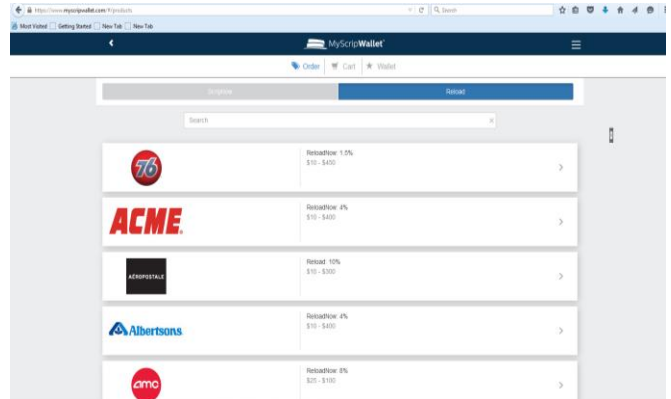 https://www.myscripwallet.com/#/products
Search
Most Visited Getting Started New Tab New Tab
MyScripWallet
Order Cart Wallet
ScripNow Reload
Search
76
ReloadNow: 1.5%
$10 - $450
ACME
ReloadNow: 4%
$10 - $400
AÉROPOSTALE
Reload: 10%
$10 - $300
Albertsons
ReloadNow: 4%
$10 - $400
amc
ReloadNow: 8%
$25 - $100